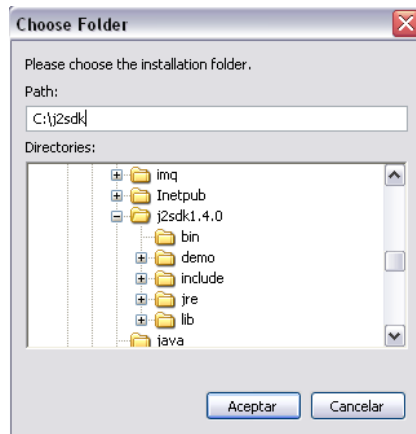 Choose Folder
Please choose the installation folder.
Path:
C:\j2sdk
Directories:
imq
Inetpub
j2sdk1.4.0
bin
demo
include
jre
lib
java
Aceptar Cancelar